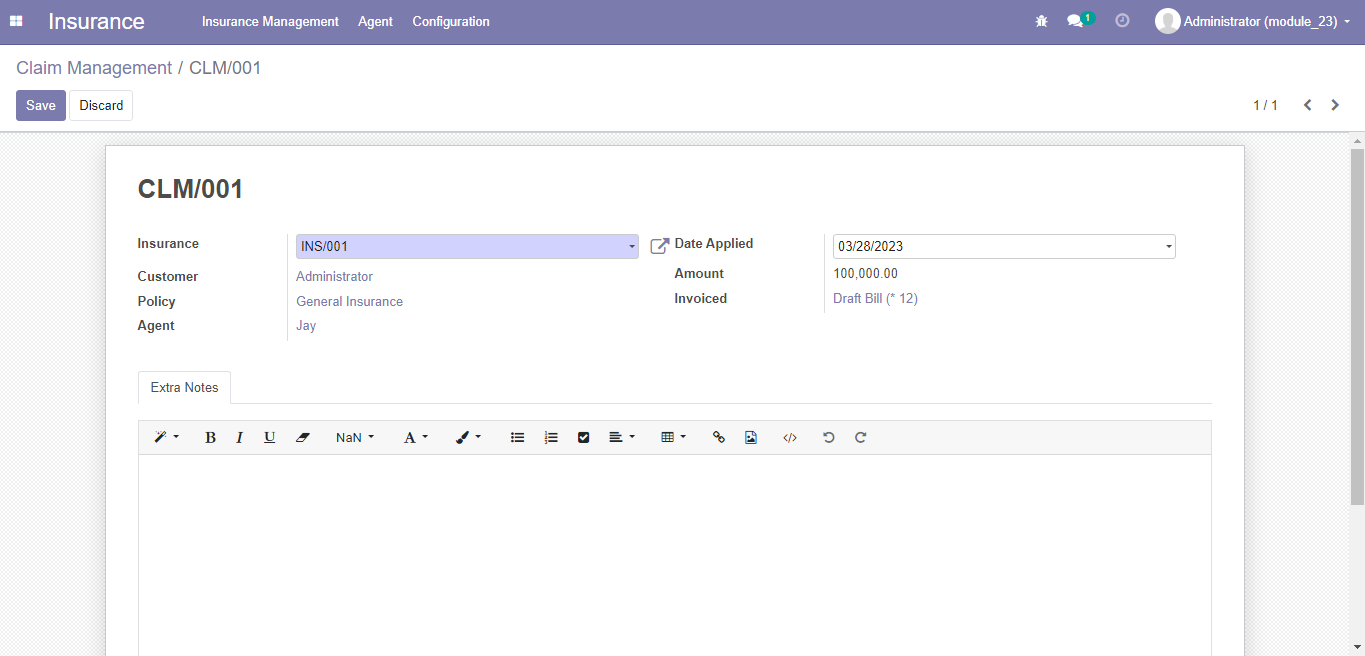 Insurance Insurance Management Agent Configuration 1 Administrator (module_23)
Claim Management / CLM/001
Save Discard 1 / 1
CLM/001
Insurance INS/001 Date Applied 03/28/2023
Customer Administrator Amount 100,000.00
Policy General Insurance Invoiced Draft Bill (* 12)
Agent Jay
Extra Notes
B I U NaN A